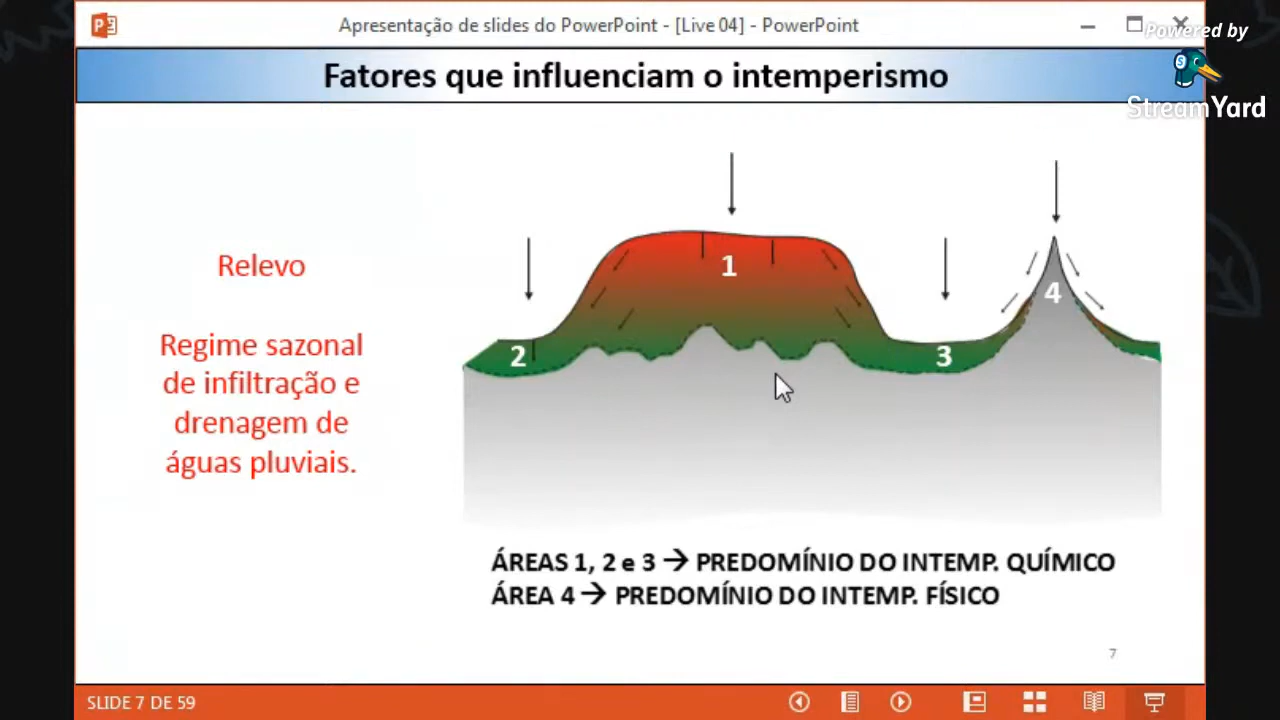 Apresentação de slides do PowerPoint - [Live 04] - PowerPoint
Powered by
StreamYard
Fatores que influenciam o intemperismo
Relevo
Regime sazonal
de infiltração e
drenagem de
águas pluviais.
1
2
3
4
ÁREAS 1, 2 e 3 → PREDOMÍNIO DO INTEMP. QUÍMICO
ÁREA 4 → PREDOMÍNIO DO INTEMP. FÍSICO
7
SLIDE 7 DE 59